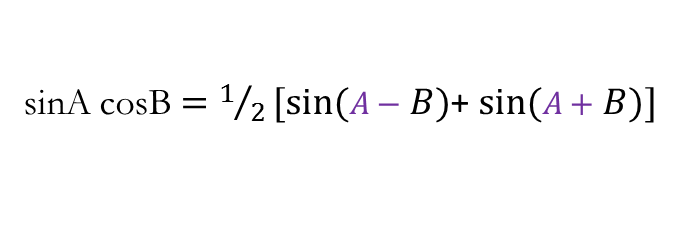 sinA cosB = ½ [sin(A − B)+ sin(A + B)]